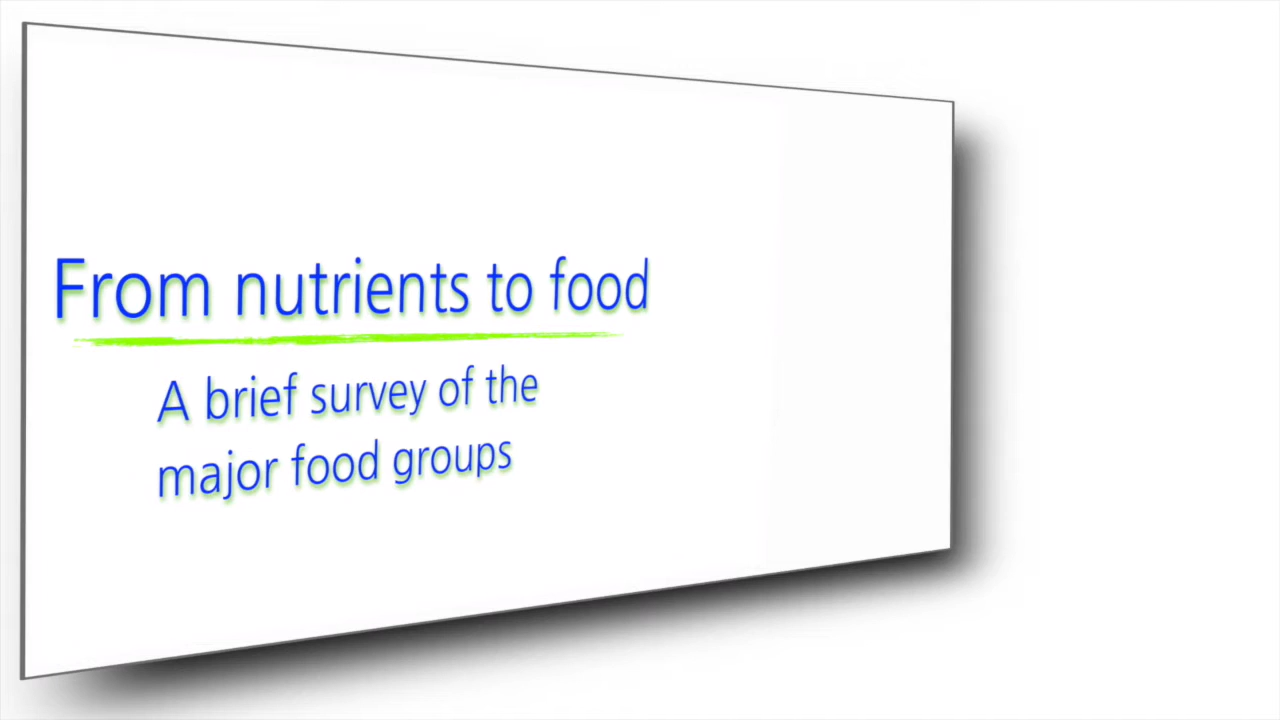 From nutrients to food
A brief survey of the
major food groups